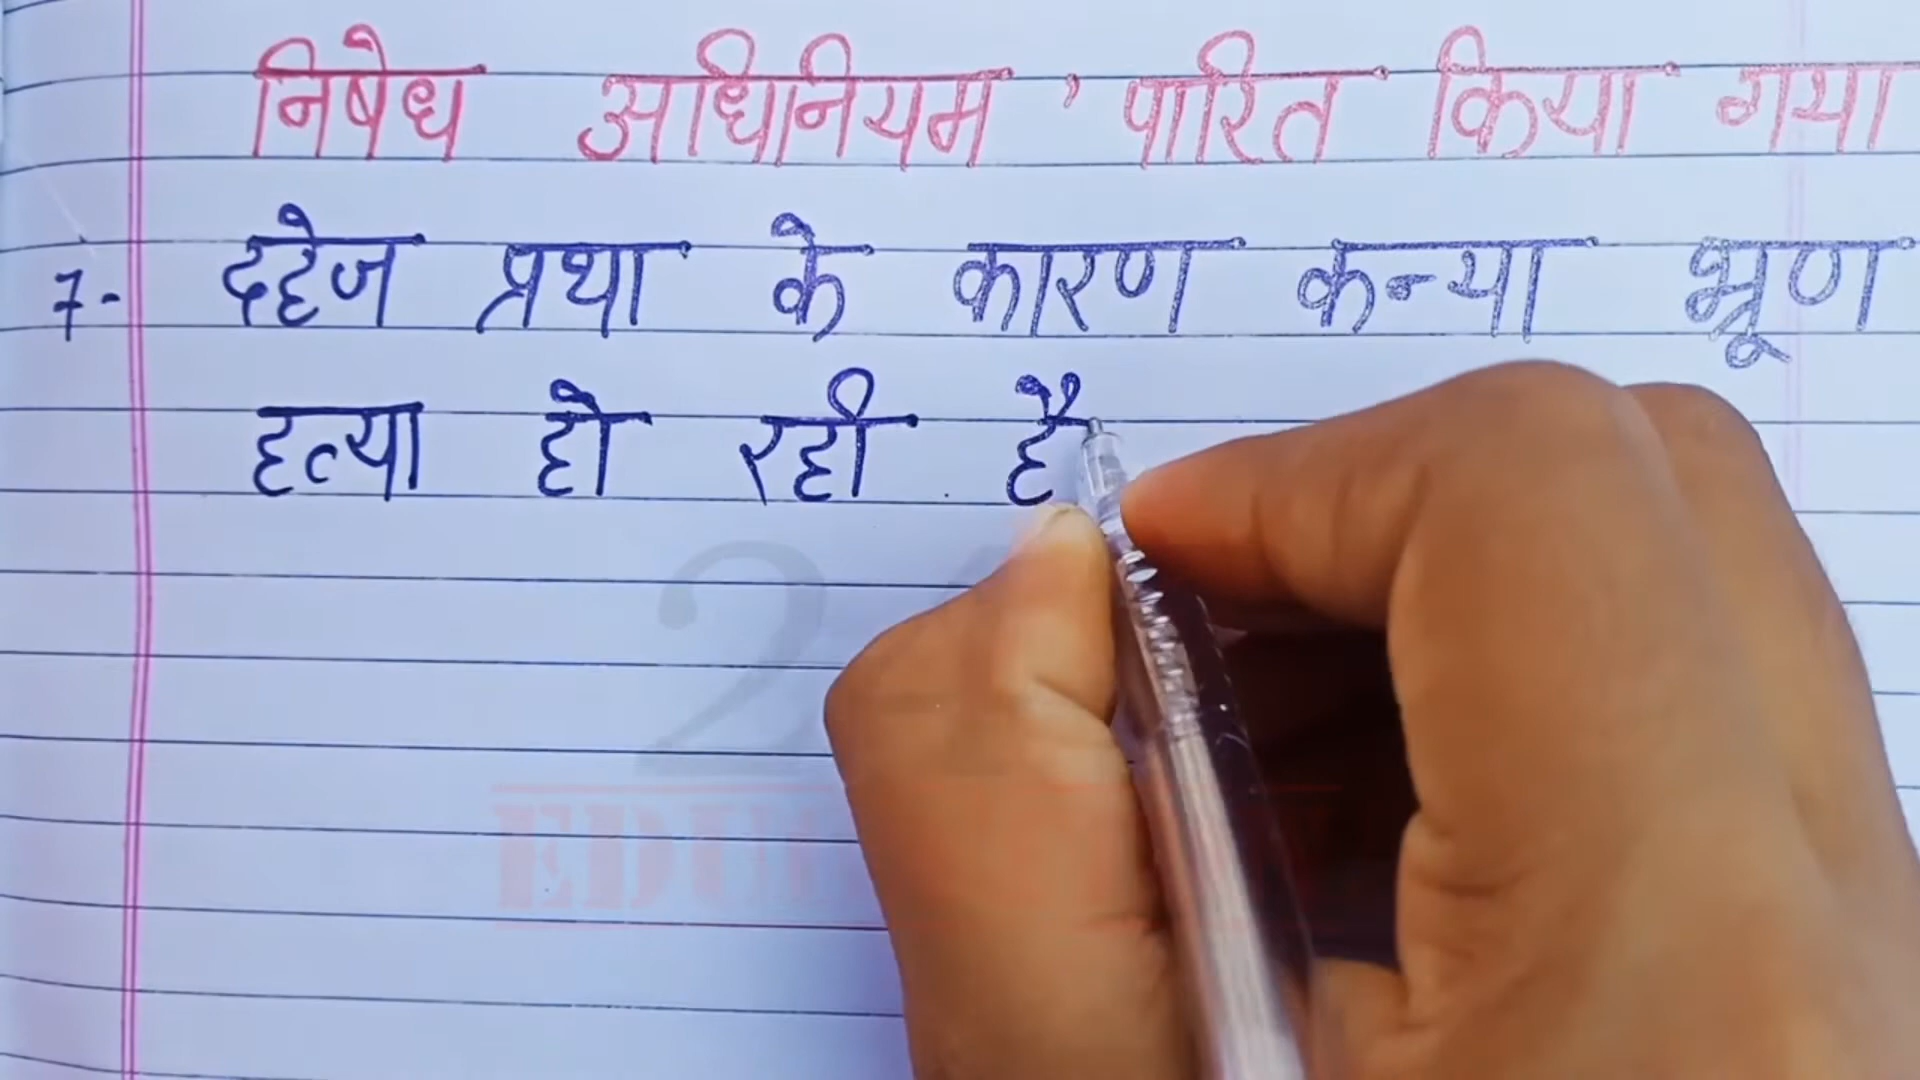 निषेध अधिनियम ’ पारित किया गया
7- दहेज प्रथा के कारण कन्या भ्रूण
हत्या हो रही है